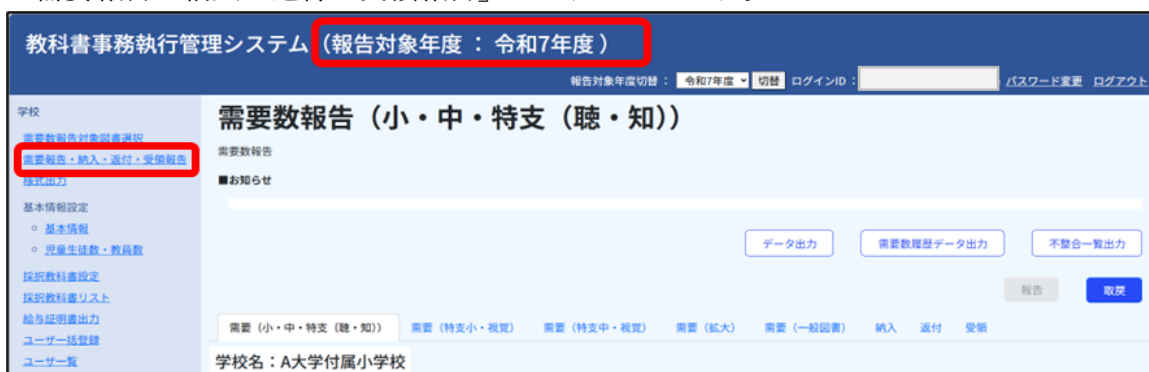 教科書事務執行管理システム（報告対象年度 ： 令和7年度 ）
報告対象年度切替 ： 令和7年度 切替 ログインID： パスワード変更 ログアウト
学校
需要数報告対象図書選択
需要報告・納入・返付・受領報告
様式出力
基本情報設定
基本情報
児童生徒数・教員数
採択教科書設定
採択教科書リスト
給与証明書出力
ユーザー括登録
ユーザ一覧
需要数報告（小・中・特支（聴・知））
需要数報告
■お知らせ
データ出力 需要数履歴データ出力 不整合一覧出力
報告 取戻
需要（小・中・特支（聴・知）） 需要（特支小・視覚） 需要（特支中・視覚） 需要（拡大） 需要（一般図書） 納入 返付 受領
学校名：A大学付属小学校